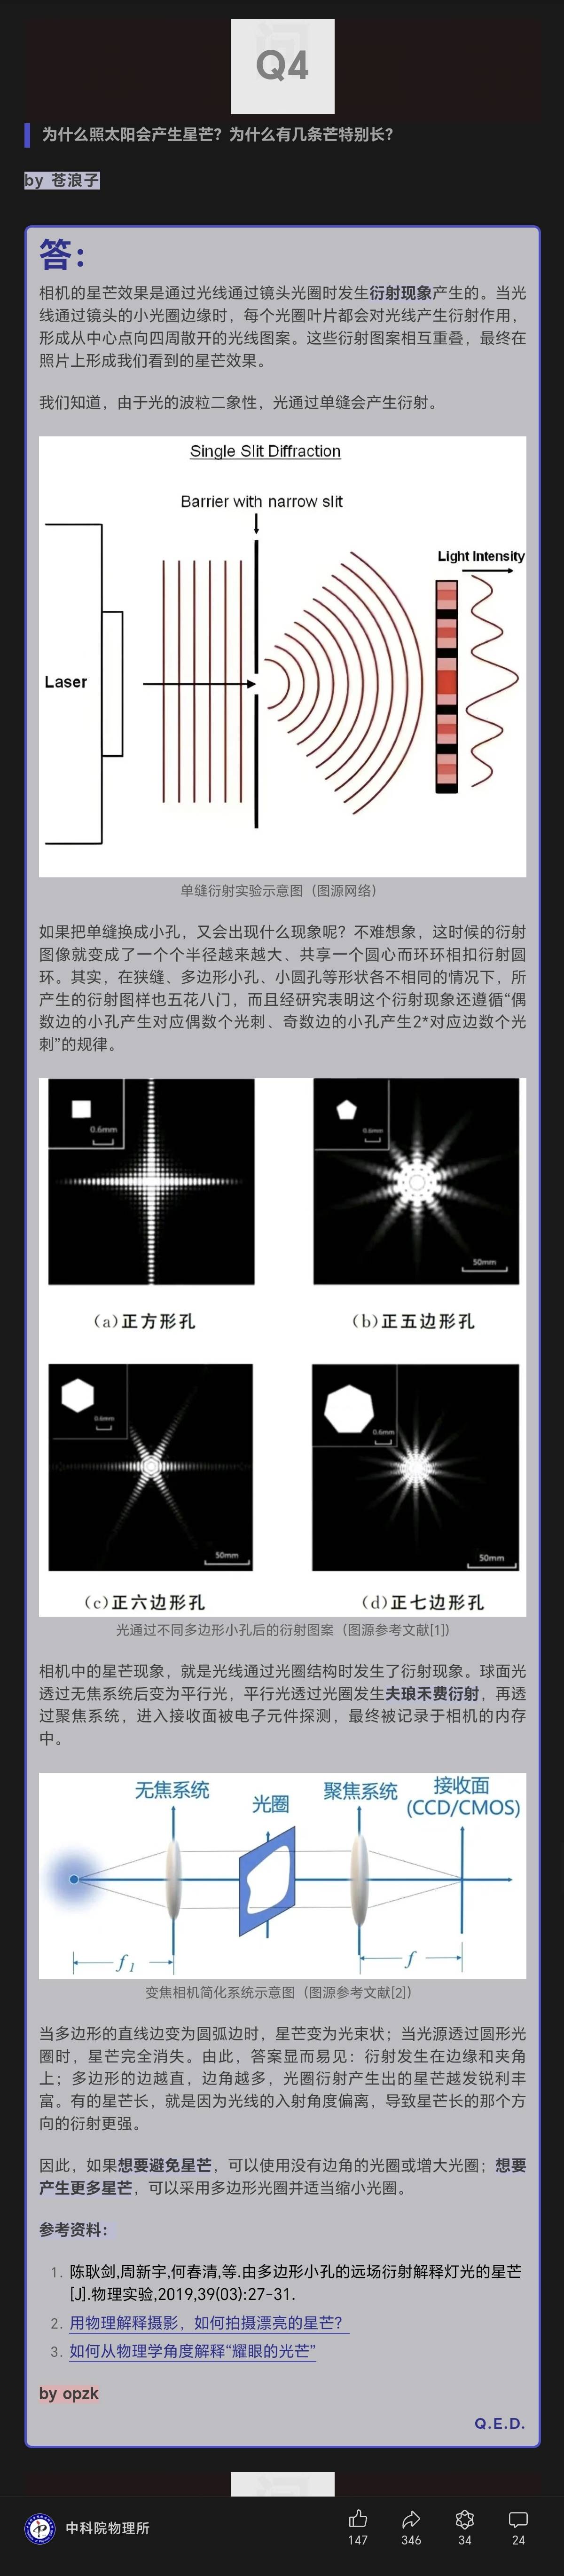 Q4
为什么照太阳会产生星芒？为什么有几条芒特别长？
by 苍浪子
答：
相机的星芒效果是通过光线通过镜头光圈时发生衍射现象产生的。当光
线通过镜头的小光圈边缘时，每个光圈叶片都会对光线产生衍射作用，
形成从中心点向四周散开的光线图案。这些衍射图案相互重叠，最终在
照片上形成我们看到的星芒效果。
我们知道，由于光的波粒二象性，光通过单缝会产生衍射。
Single Slit Diffraction
Barrier with narrow slit
Light Intensity
Laser
单缝衍射实验示意图（图源网络）
如果把单缝换成小孔，又会出现什么现象呢？不难想象，这时候的衍射
图像就变成了一个个半径越来越大、共享一个圆心而环环相扣衍射圆
环。其实，在狭缝、多边形小孔、小圆孔等形状各不相同的情况下，所
产生的衍射图样也五花八门，而且经研究表明这个衍射现象还遵循“偶
数边的小孔产生对应偶数个光刺、奇数边的小孔产生2*对应边数个光
刺”的规律。
0.6mm
0.6mm
50mm
(a)正方形孔
(b)正五边形孔
0.6mm
0.6mm
50mm
50mm
(c)正六边形孔
(d)正七边形孔
光通过不同多边形小孔后的衍射图案（图源参考文献[1]）
相机中的星芒现象，就是光线通过光圈结构时发生了衍射现象。球面光
透过无焦系统后变为平行光，平行光透过光圈发生夫琅禾费衍射，再透
过聚焦系统，进入接收面被电子元件探测，最终被记录于相机的内存
中。
无焦系统
光圈
聚焦系统
接收面
(CCD/CMOS)
f1
f
变焦相机简化系统示意图（图源参考文献[2]）
当多边形的直线边变为圆弧边时，星芒变为光束状；当光源透过圆形光
圈时，星芒完全消失。由此，答案显而易见：衍射发生在边缘和夹角
上；多边形的边越直，边角越多，光圈衍射产生出的星芒越发锐利丰
富。有的星芒长，就是因为光线的入射角度偏离，导致星芒长的那个方
向的衍射更强。
因此，如果想要避免星芒，可以使用没有边角的光圈或增大光圈；想要
产生更多星芒，可以采用多边形光圈并适当缩小光圈。
参考资料：
1. 陈耿剑,周新宇,何春清,等.由多边形小孔的远场衍射解释灯光的星芒
[J].物理实验,2019,39(03):27-31.
2. 用物理解释摄影，如何拍摄漂亮的星芒？
3. 如何从物理学角度解释“耀眼的光芒”
by opzk
Q.E.D.
中科院物理所
147
346
34
24